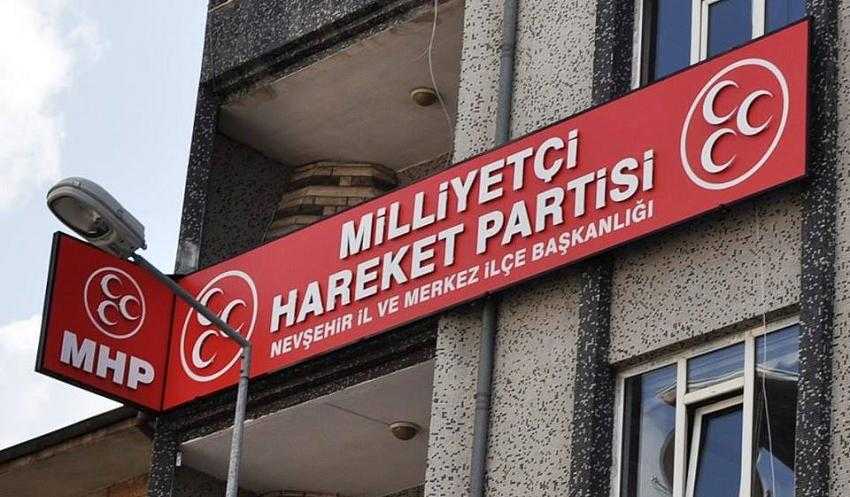 MİLLİYETÇİ
HAREKET PARTİSİ
NEVŞEHİR İL VE MERKEZ İLÇE BAŞKANLIĞI
MHP